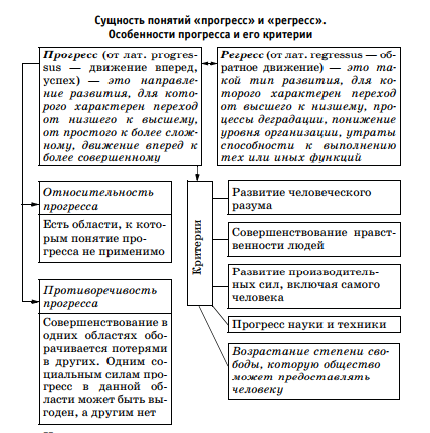 Сущность понятий «прогресс» и «регресс».
Особенности прогресса и его критерии
Прогресс (от лат. progres-
sus — движение вперед,
успех) — это направле-
ние развития, для кото-
рого характерен переход
от низшего к высшему,
от простого к более слож-
ному, движение вперед к
более совершенному
Регресс (от лат. regressus — об-
ратное движение) — это та-
кой тип развития, для ко-
торого характерен переход
от высшего к низшему, про-
цессы деградации, понижение
уровня организации, утраты
способности к выполнению
тех или иных функций
Относительность
прогресса
Есть области, к кото-
рым понятие про-
гресса не применимо
Противоречивость
прогресса
Совершенствование в
одних областях обо-
рачивается потерями
в других. Одним со-
циальным силам про-
гресс в данной об-
ласти может быть вы-
годен, а другим нет
Критерии
Развитие человеческого
разума
Совершенствование нравст-
венности людей
Развитие производитель-
ных сил, включая самого
человека
Прогресс науки и техники
Возрастание степени сво-
боды, которую общество
может предоставлять
человеку